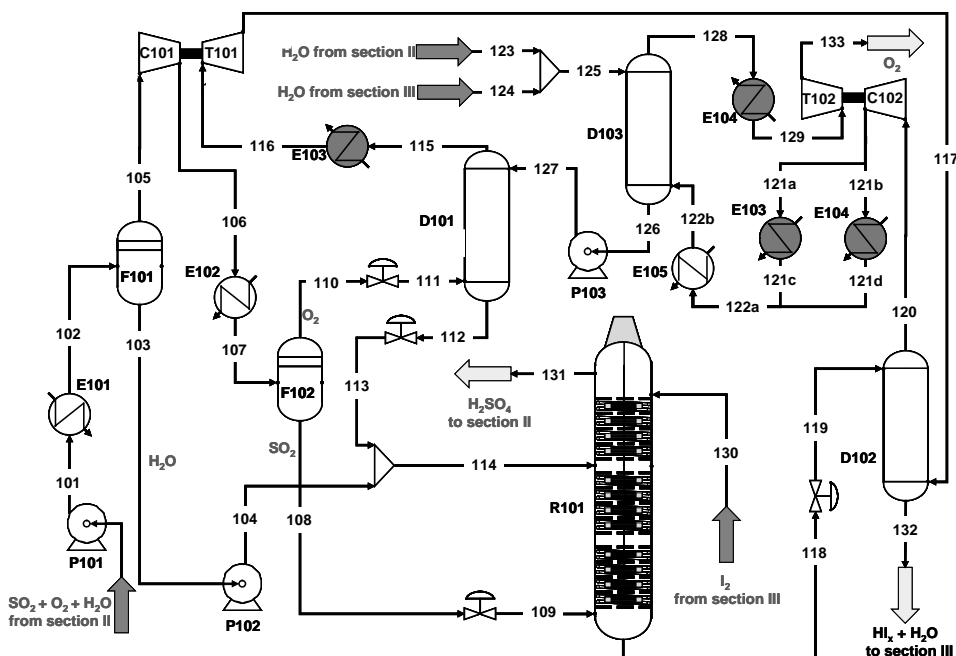 C101
T101
H₂O from section II
123
H₂O from section III
124
125
128
133
O₂
T102
C102
E104
129
D103
116
E103
115
127
117
105
106
D101
126
122b
121a
121b
E103
E104
F101
E102
110
111
P103
E105
121c
121d
122a
102
103
107
O₂
112
120
F102
113
131
H₂SO₄
to section II
119
E101
SO₂
130
D102
H₂O
114
101
104
108
R101
118
132
P101
I₂
from section III
SO₂ + O₂ + H₂O
from section II
P102
109
HIₓ + H₂O
to section III